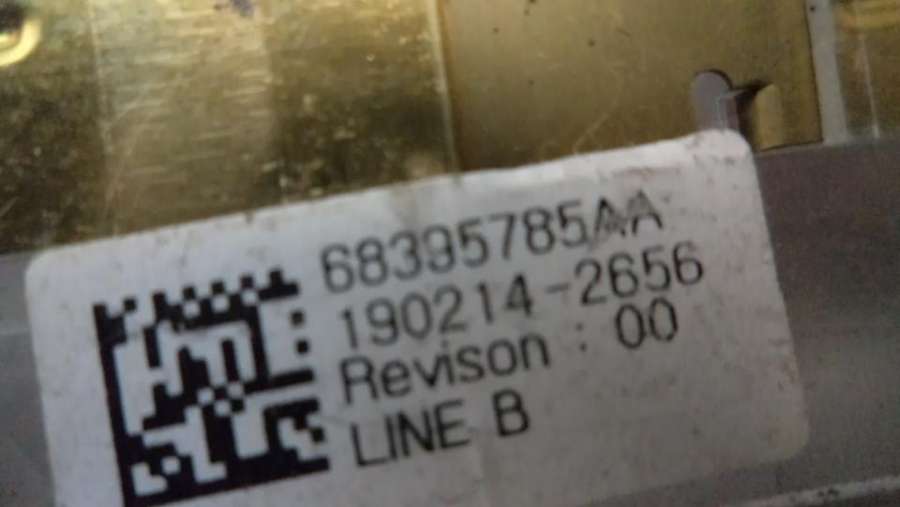 68395785AA
190214-2656
Revison : 00
LINE B